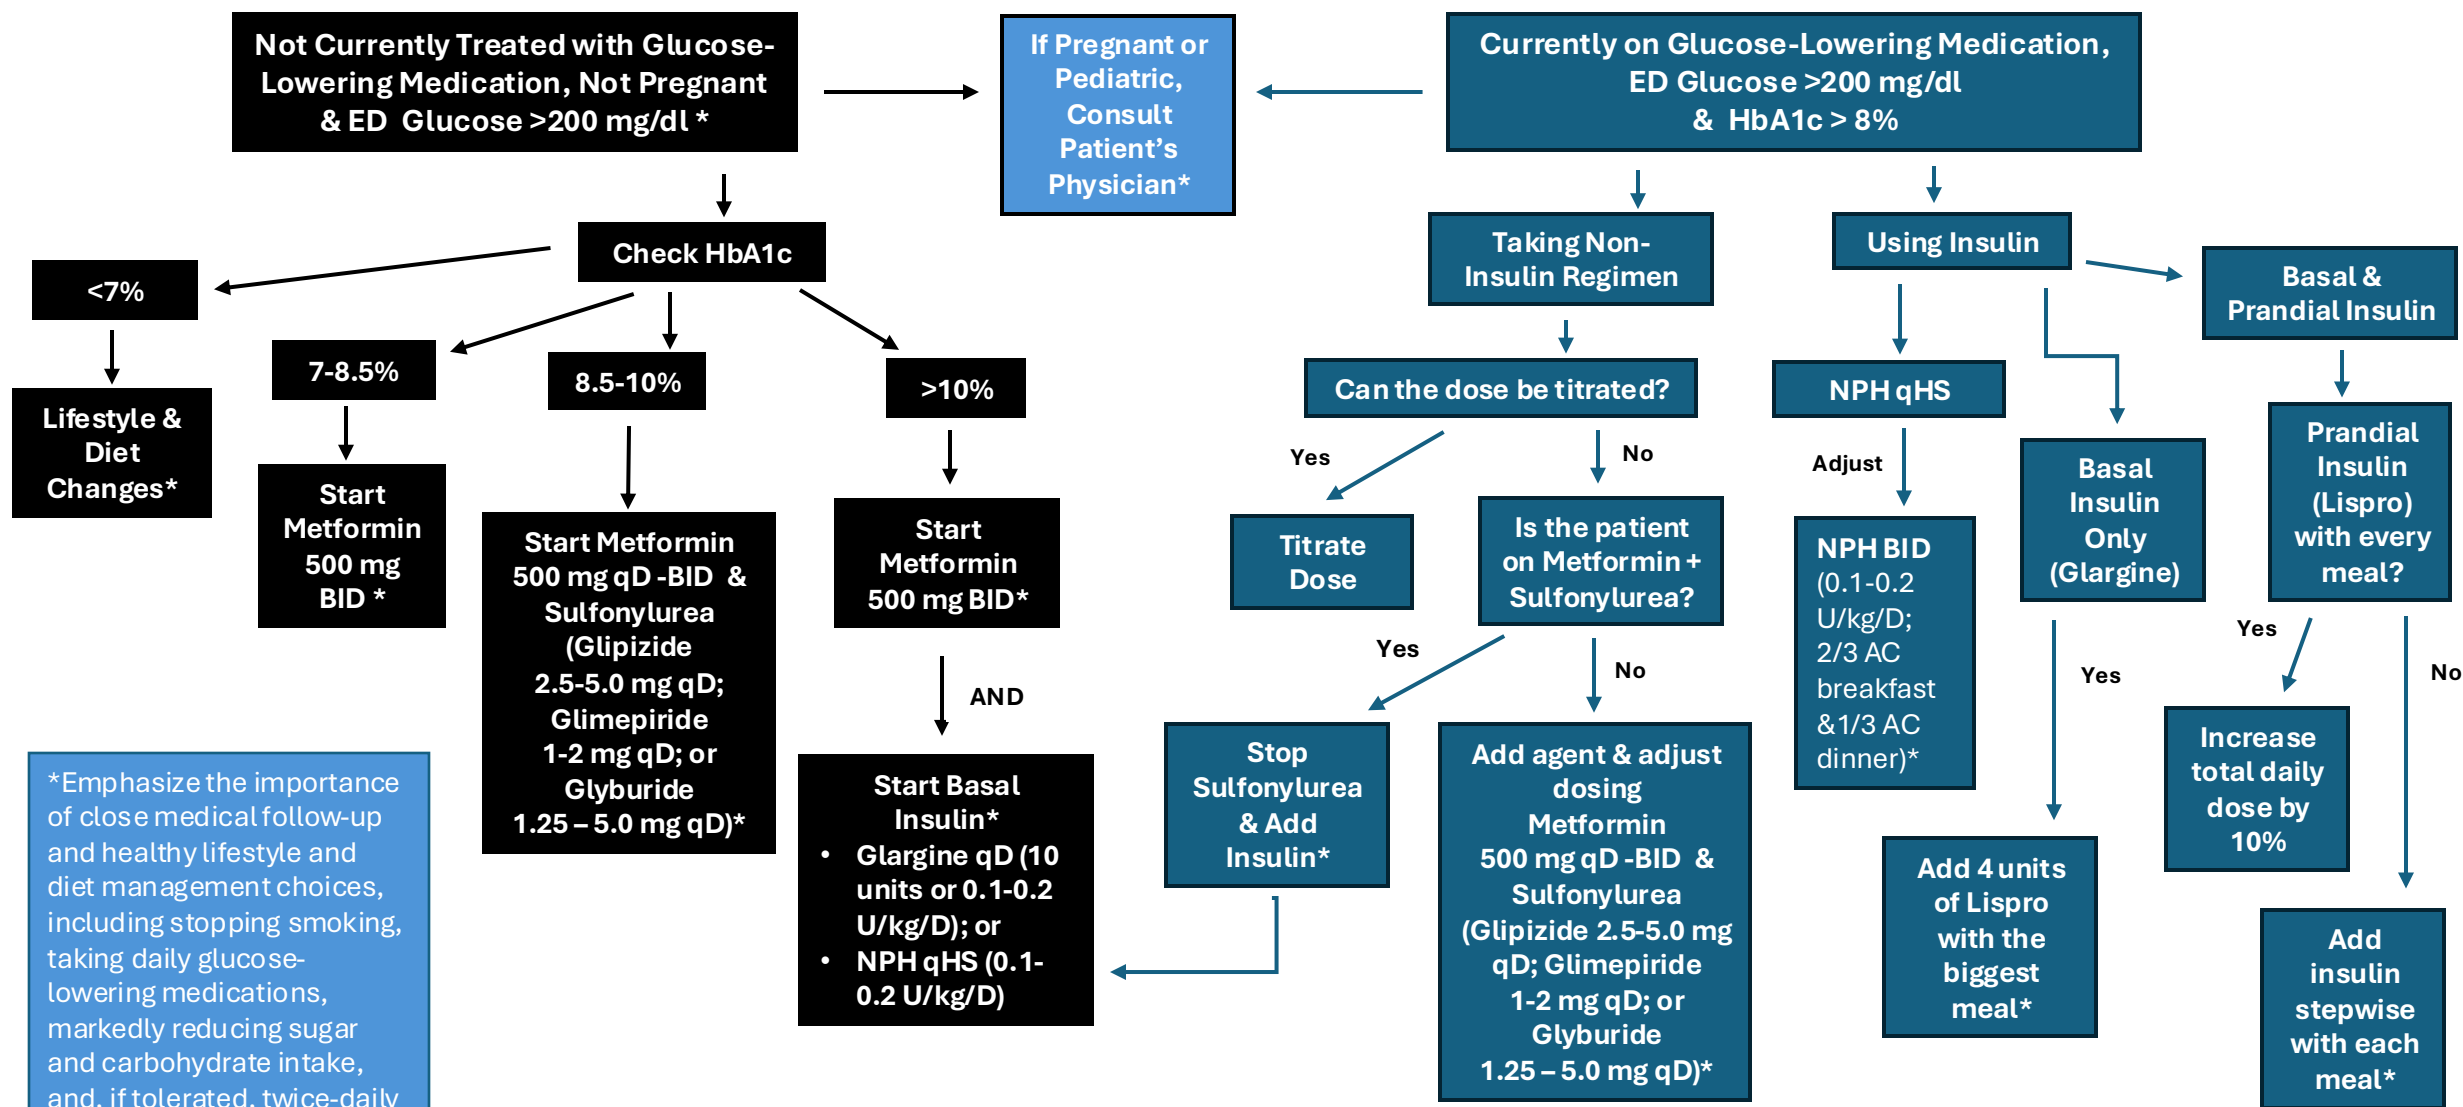 Not Currently Treated with Glucose-
Lowering Medication, Not Pregnant
& ED Glucose >200 mg/dl *
If Pregnant or
Pediatric,
Consult
Patient's
Physician*
Currently on Glucose-Lowering Medication,
ED Glucose >200 mg/dl
& HbA1c > 8%
Check HbA1c
<7%
Lifestyle &
Diet
Changes*
7-8.5%
Start
Metformin
500 mg
BID *
8.5-10%
Start Metformin
500 mg qD -BID &
Sulfonylurea
(Glipizide
2.5-5.0 mg qD;
Glimepiride
1-2 mg qD; or
Glyburide
1.25 – 5.0 mg qD)*
>10%
Start
Metformin
500 mg BID*
AND
Start Basal
Insulin*
• Glargine qD (10
units or 0.1-0.2
U/kg/D); or
• NPH qHS (0.1-
0.2 U/kg/D)
Taking Non-
Insulin Regimen
Can the dose be titrated?
Yes
No
Titrate
Dose
Is the patient
on Metformin +
Sulfonylurea?
Yes
No
Stop
Sulfonylurea
& Add
Insulin*
Add agent & adjust
dosing
Metformin
500 mg qD -BID &
Sulfonylurea
(Glipizide 2.5-5.0 mg
qD; Glimepiride
1-2 mg qD; or
Glyburide
1.25 – 5.0 mg qD)*
Using Insulin
NPH qHS
Adjust
NPH BID
(0.1-0.2
U/kg/D;
2/3 AC
breakfast
&1/3 AC
dinner)*
Basal
Insulin
Only
(Glargine)
Yes
Add 4 units
of Lispro
with the
biggest
meal*
Basal &
Prandial Insulin
Prandial
Insulin
(Lispro)
with every
meal?
Yes
No
Increase
total daily
dose by
10%
Add
insulin
stepwise
with each
meal*
*Emphasize the importance
of close medical follow-up
and healthy lifestyle and
diet management choices,
including stopping smoking,
taking daily glucose-
lowering medications,
markedly reducing sugar
and carbohydrate intake,
and, if tolerated, twice-daily